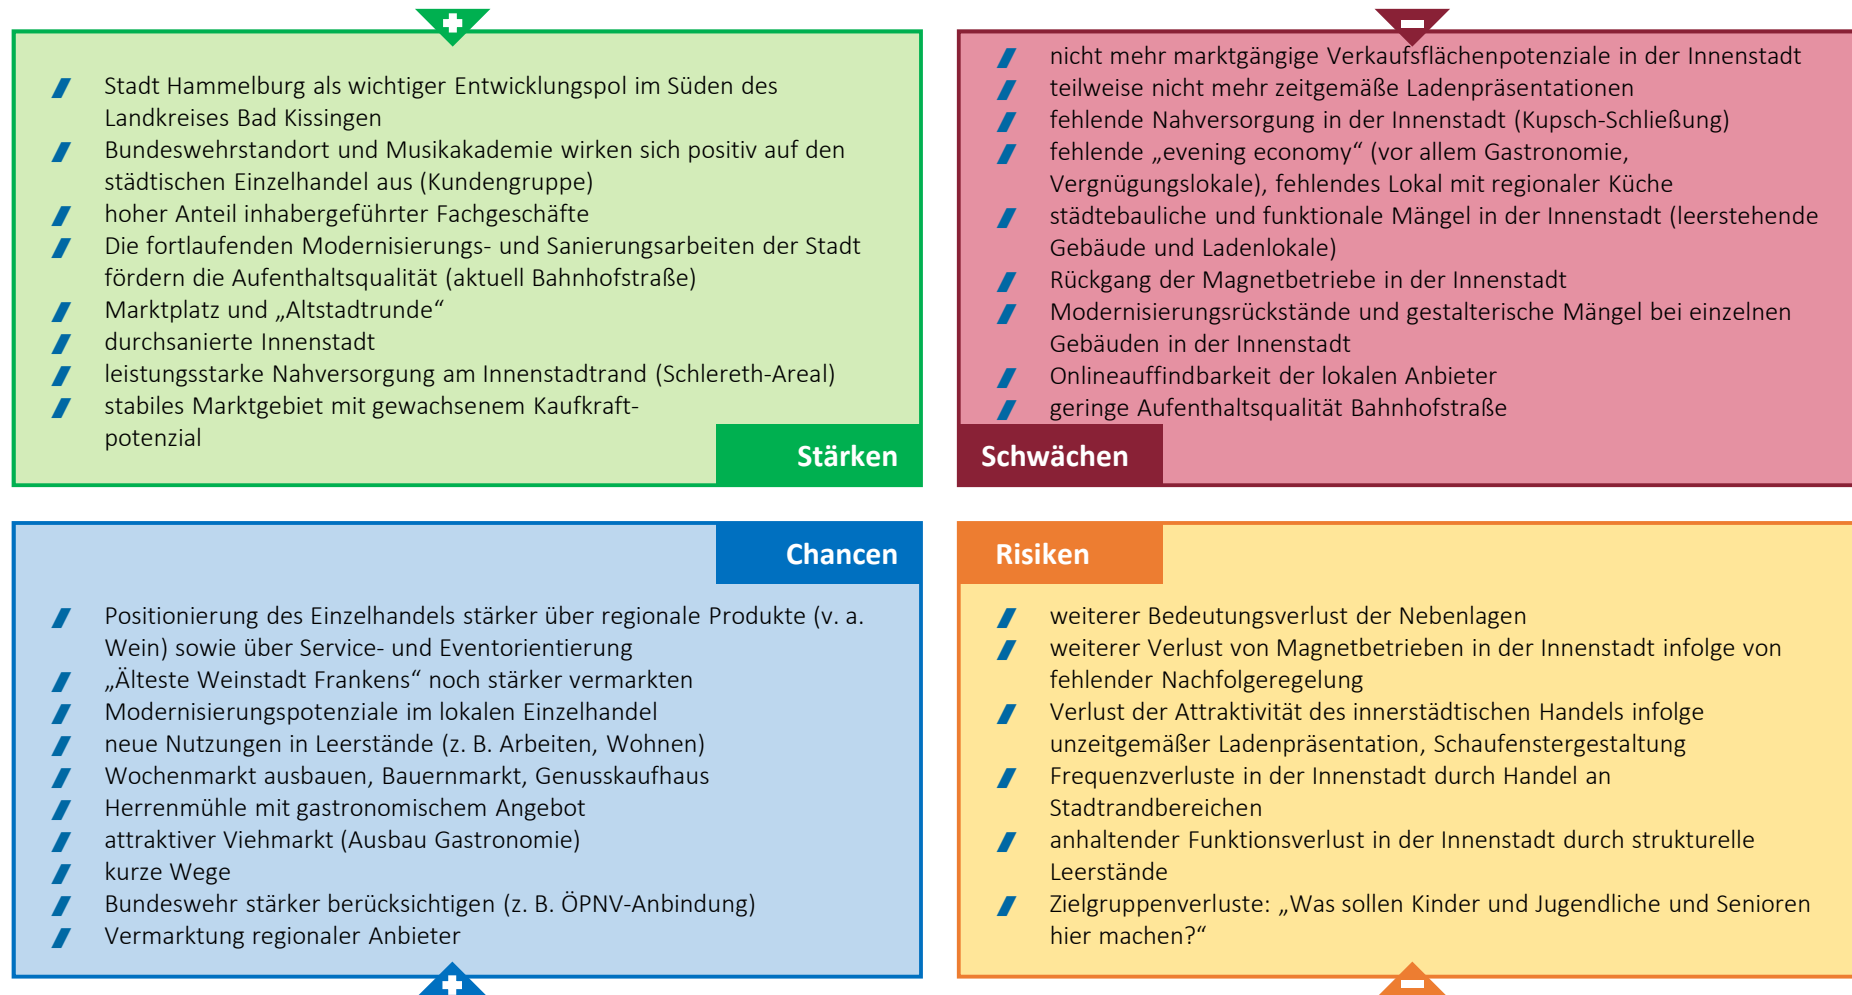 Stadt Hammelburg als wichtiger Entwicklungspol im Süden des
Landkreises Bad Kissingen
Bundeswehrstandort und Musikakademie wirken sich positiv auf den
städtischen Einzelhandel aus (Kundengruppe)
hoher Anteil inhabergeführter Fachgeschäfte
Die fortlaufenden Modernisierungs- und Sanierungsarbeiten der Stadt
fördern die Aufenthaltsqualität (aktuell Bahnhofstraße)
Marktplatz und „Altstadtrunde“
durchsanierte Innenstadt
leistungsstarke Nahversorgung am Innenstadtrand (Schlereth-Areal)
stabiles Marktgebiet mit gewachsenem Kaufkraft-
potenzial
Stärken
nicht mehr marktgängige Verkaufsflächenpotenziale in der Innenstadt
teilweise nicht mehr zeitgemäße Ladenpräsentationen
fehlende Nahversorgung in der Innenstadt (Kupsch-Schließung)
fehlende „evening economy“ (vor allem Gastronomie,
Vergnügungslokale), fehlendes Lokal mit regionaler Küche
städtebauliche und funktionale Mängel in der Innenstadt (leerstehende
Gebäude und Ladenlokale)
Rückgang der Magnetbetriebe in der Innenstadt
Modernisierungsrückstände und gestalterische Mängel bei einzelnen
Gebäuden in der Innenstadt
Onlineauffindbarkeit der lokalen Anbieter
geringe Aufenthaltsqualität Bahnhofstraße
Schwächen
Chancen
Positionierung des Einzelhandels stärker über regionale Produkte (v. a.
Wein) sowie über Service- und Eventorientierung
„Älteste Weinstadt Frankens“ noch stärker vermarkten
Modernisierungspotenziale im lokalen Einzelhandel
neue Nutzungen in Leerstände (z. B. Arbeiten, Wohnen)
Wochenmarkt ausbauen, Bauernmarkt, Genusskaufhaus
Herrenmühle mit gastronomischem Angebot
attraktiver Viehmarkt (Ausbau Gastronomie)
kurze Wege
Bundeswehr stärker berücksichtigen (z. B. ÖPNV-Anbindung)
Vermarktung regionaler Anbieter
Risiken
weiterer Bedeutungsverlust der Nebenlagen
weiterer Verlust von Magnetbetrieben in der Innenstadt infolge von
fehlender Nachfolgeregelung
Verlust der Attraktivität des innerstädtischen Handels infolge
unzeitgemäßer Ladenpräsentation, Schaufenstergestaltung
Frequenzverluste in der Innenstadt durch Handel an
Stadtrandbereichen
anhaltender Funktionsverlust in der Innenstadt durch strukturelle
Leerstände
Zielgruppenverluste: „Was sollen Kinder und Jugendliche und Senioren
hier machen?“